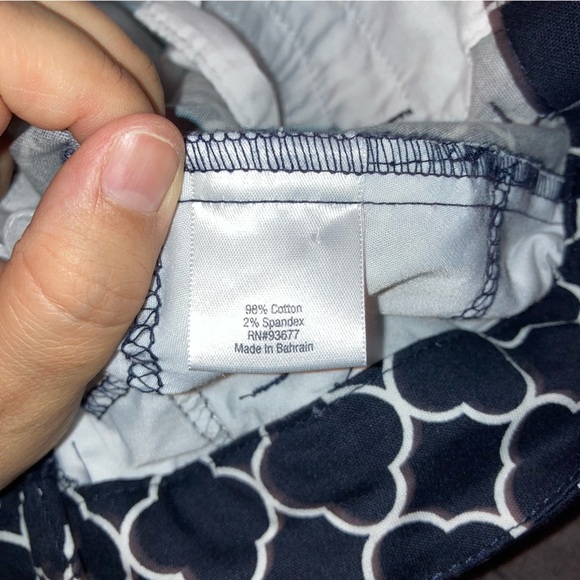 98% Cotton
2% Spandex
RN#93677
Made In Bahrain